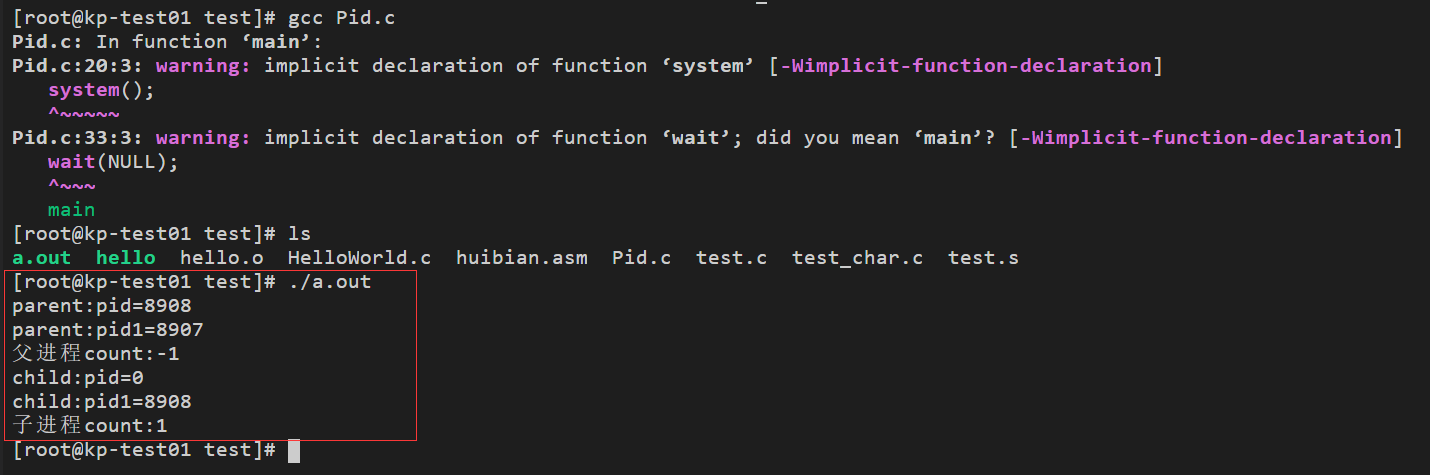 [root@kp-test01 test]# gcc Pid.c
Pid.c: In function ‘main’:
Pid.c:20:3: warning: implicit declaration of function ‘system’ [-Wimplicit-function-declaration]
   system();
   ^~~~~~
Pid.c:33:3: warning: implicit declaration of function ‘wait’; did you mean ‘main’? [-Wimplicit-function-declaration]
   wait(NULL);
   ^~~~
   main
[root@kp-test01 test]# ls
a.out  hello  hello.o  HelloWorld.c  huibian.asm  Pid.c  test.c  test_char.c  test.s
[root@kp-test01 test]# ./a.out
parent:pid=8908
parent:pid1=8907
父进程count:-1
child:pid=0
child:pid1=8908
子进程count:1
[root@kp-test01 test]#